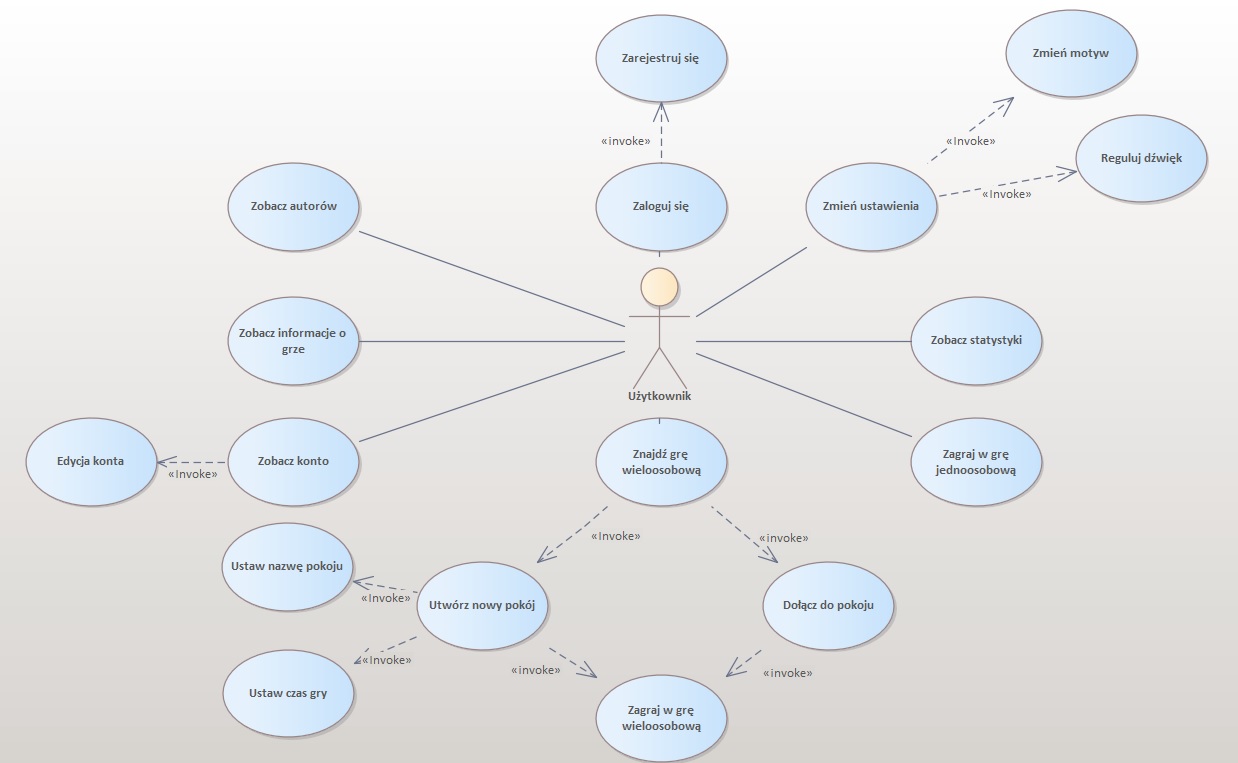 Zmień motyw
Zarejestruj się
«invoke»
«Invoke»
Reguluj dźwięk
«Invoke»
Zobacz autorów
Zaloguj się
Zmień ustawienia
Zobacz informacje o
grze
Zobacz statystyki
Użytkownik
Edycja konta
«Invoke»
Zobacz konto
Znajdź grę
wieloosobową
Zagraj w grę
jednoosobową
«Invoke»
«invoke»
Ustaw nazwę pokoju
«Invoke»
Utwórz nowy pokój
Dołącz do pokoju
«Invoke»
«invoke»
«invoke»
Ustaw czas gry
Zagraj w grę
wieloosobową